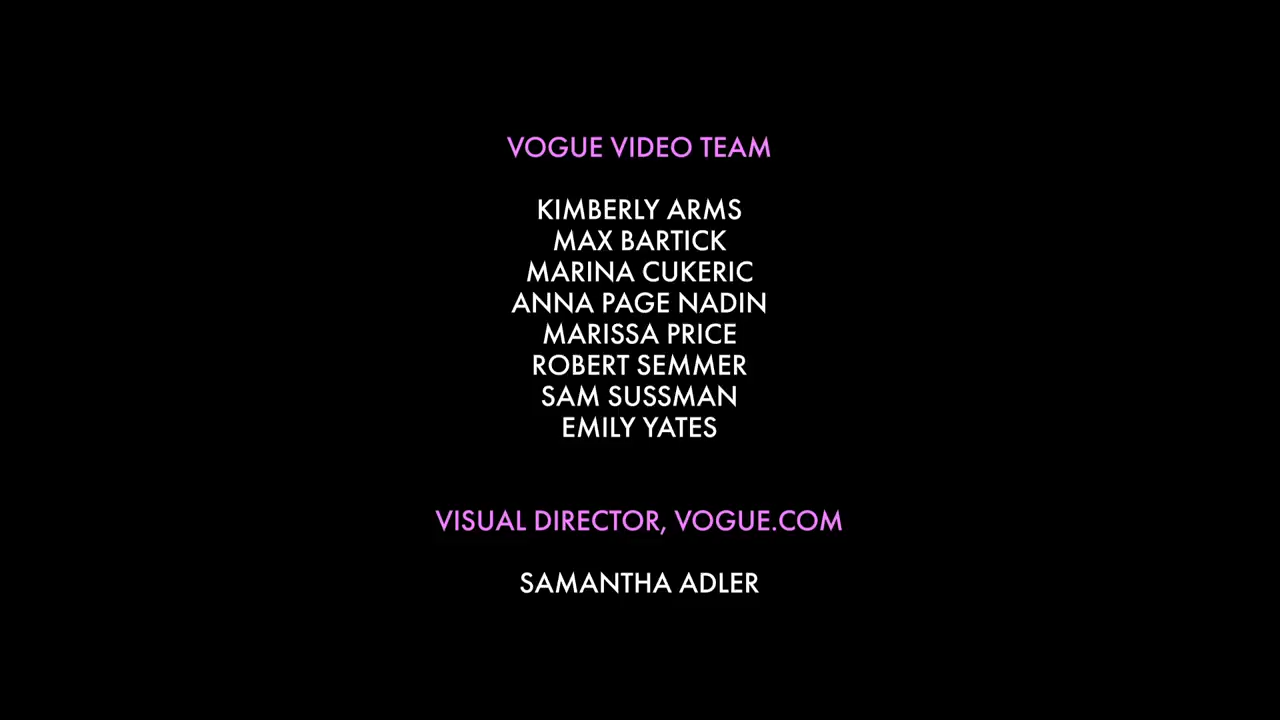 VOGUE VIDEO TEAM
KIMBERLY ARMS
MAX BARTICK
MARINA CUKERIC
ANNA PAGE NADIN
MARISSA PRICE
ROBERT SEMMER
SAM SUSSMAN
EMILY YATES
VISUAL DIRECTOR, VOGUE.COM
SAMANTHA ADLER